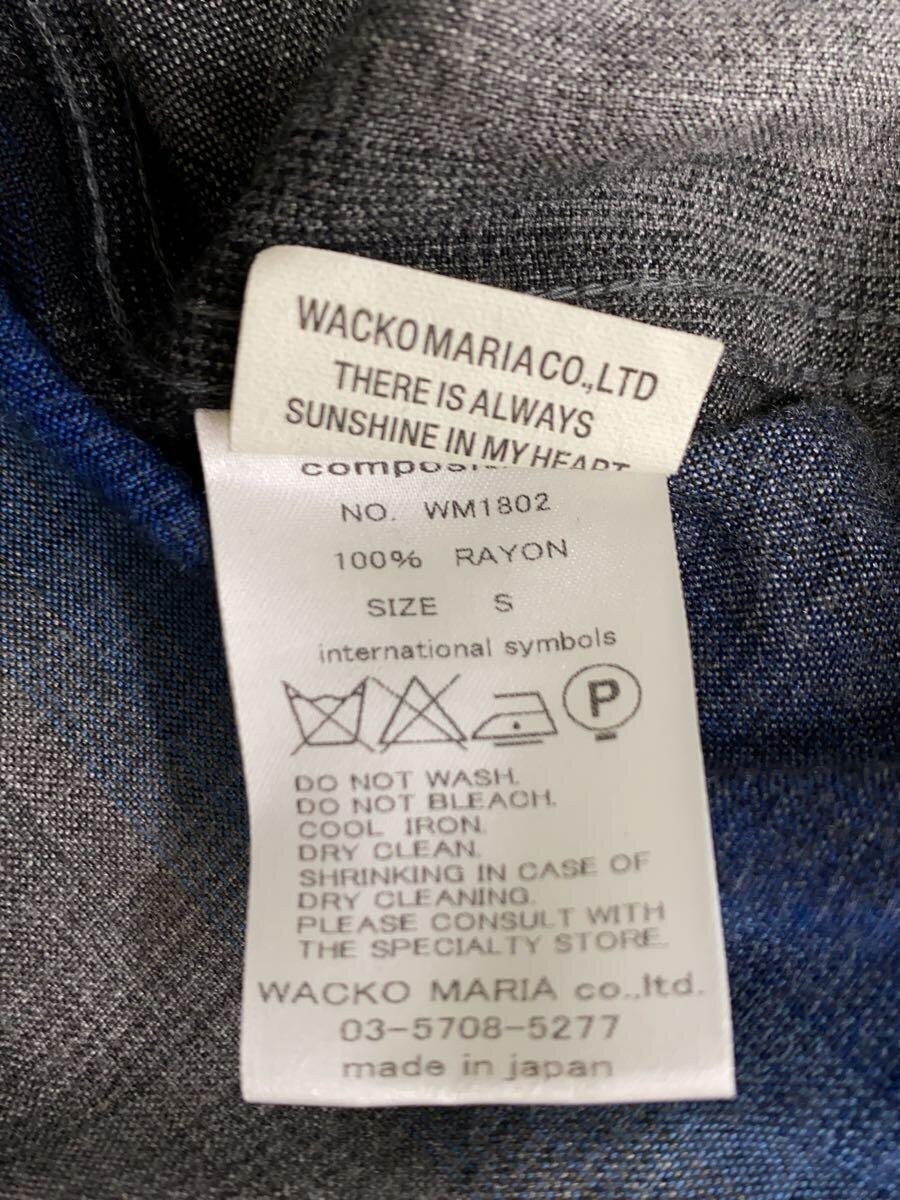 WACKO MARIA CO.,LTD
THERE IS ALWAYS
SUNSHINE IN MY HEART
NO. WM1802
100% RAYON
SIZE S
international symbols
P
DO NOT WASH.
DO NOT BLEACH.
COOL IRON.
DRY CLEAN.
SHRINKING IN CASE OF
DRY CLEANING.
PLEASE CONSULT WITH
THE SPECIALTY STORE.
WACKO MARIA co.,ltd.
03-5708-5277
made in japan